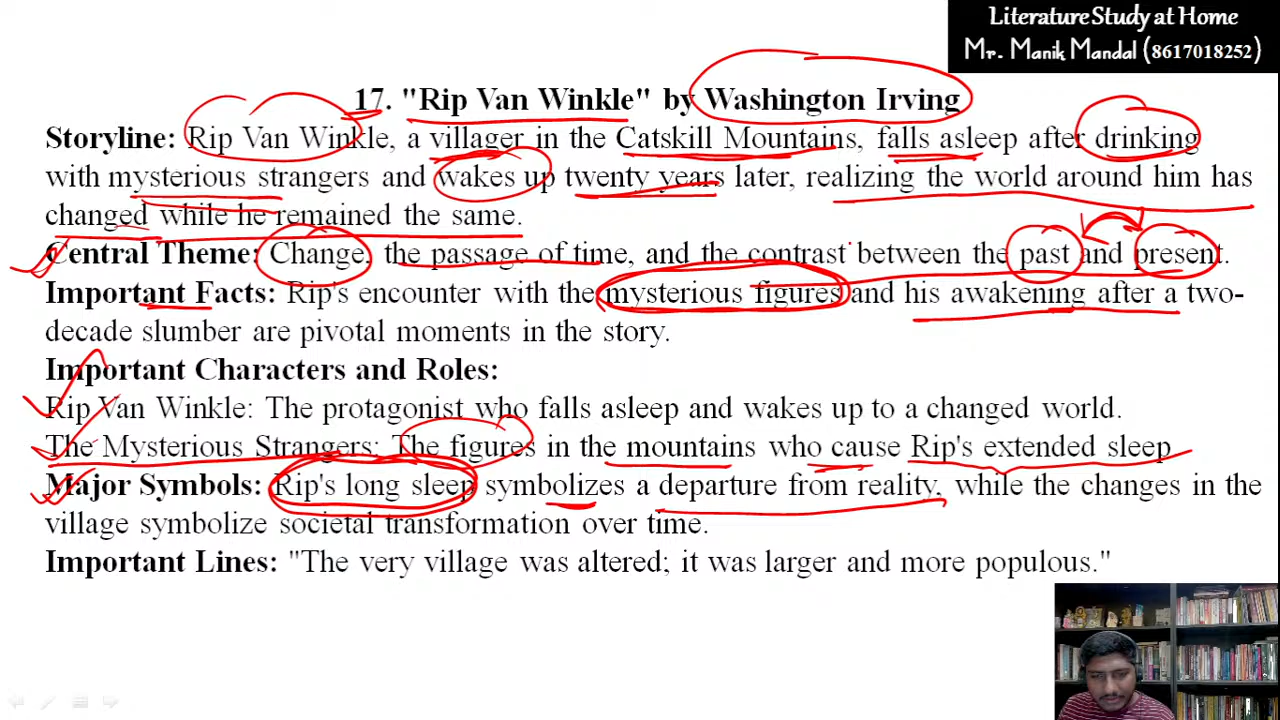 Literature Study at Home
Mr. Manik Mandal (8617018252)
17. "Rip Van Winkle" by Washington Irving
Storyline: Rip Van Winkle, a villager in the Catskill Mountains, falls asleep after drinking
with mysterious strangers and wakes up twenty years later, realizing the world around him has
changed while he remained the same.
Central Theme: Change, the passage of time, and the contrast between the past and present.
Important Facts: Rip's encounter with the mysterious figures and his awakening after a two-
decade slumber are pivotal moments in the story.
Important Characters and Roles:
Rip Van Winkle: The protagonist who falls asleep and wakes up to a changed world.
The Mysterious Strangers: The figures in the mountains who cause Rip's extended sleep
Major Symbols: Rip's long sleep symbolizes a departure from reality, while the changes in the
village symbolize societal transformation over time.
Important Lines: "The very village was altered; it was larger and more populous."